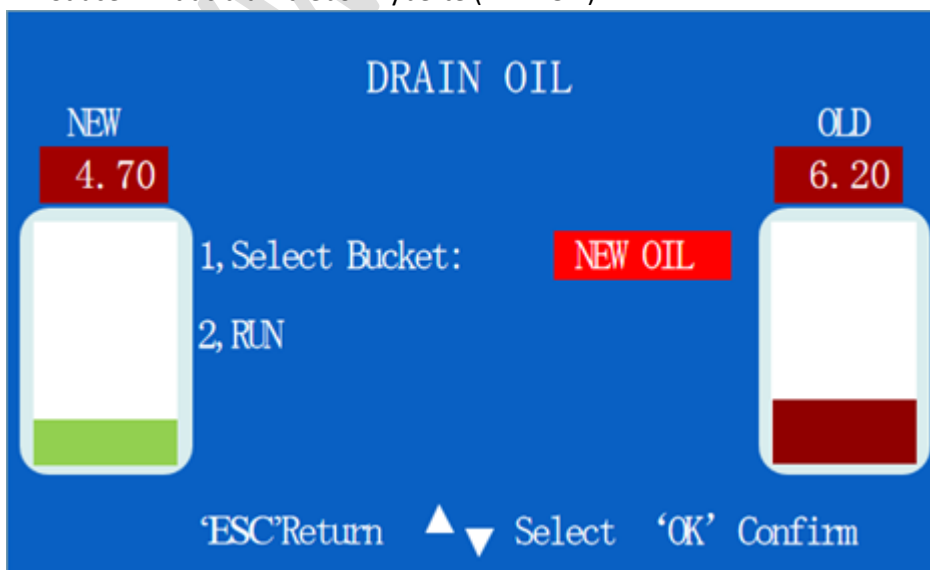 DRAIN OIL
NEW
OLD
4.70
6.20
1,Select Bucket:
NEW OIL
2,RUN
‘ESC’Return ▲▼ Select ‘OK’ Confirm